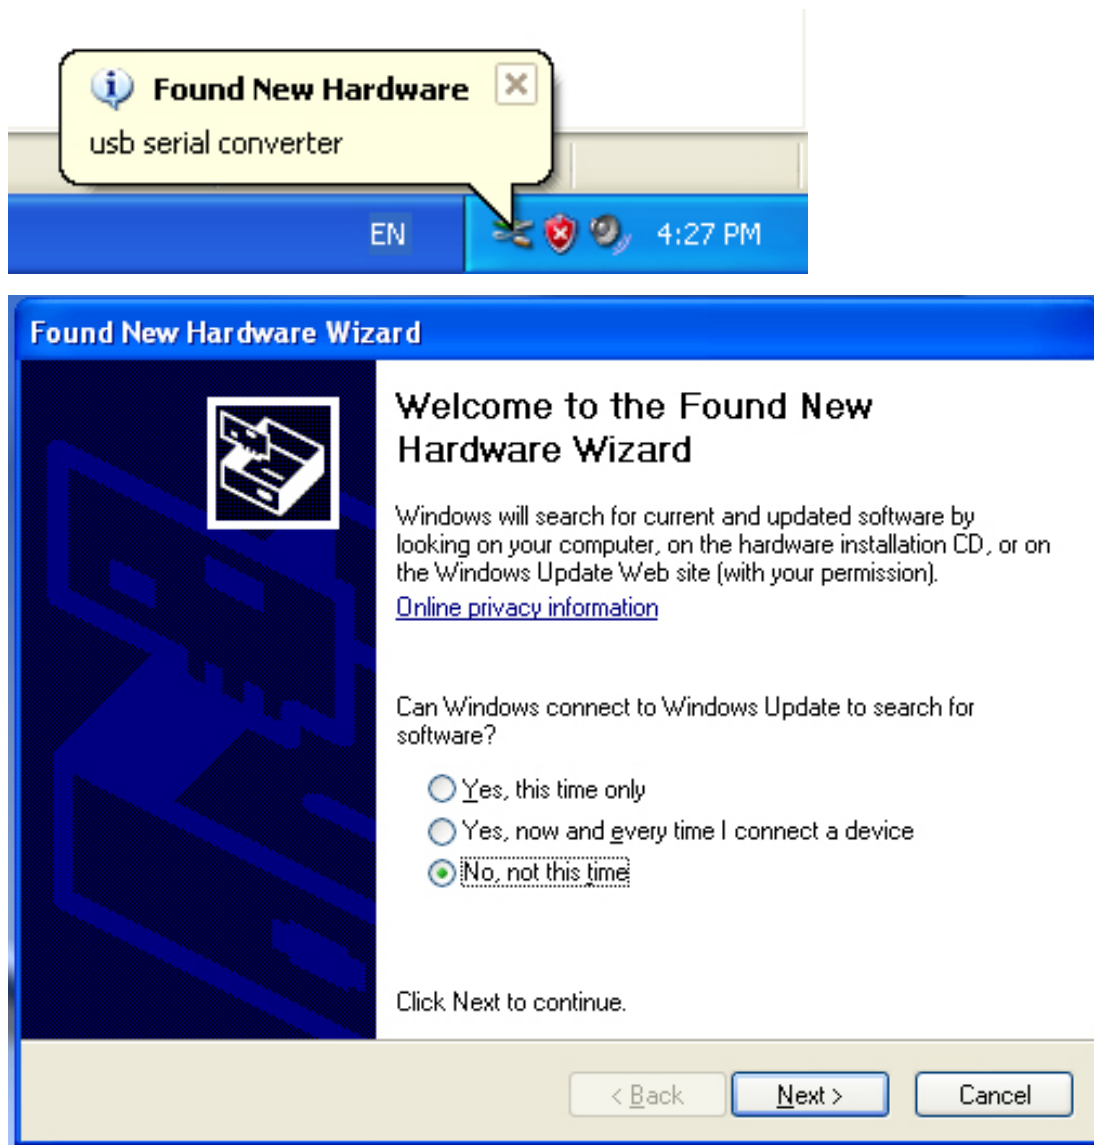 Found New Hardware
usb serial converter
EN
4:27 PM
Found New Hardware Wizard
Welcome to the Found New
Hardware Wizard
Windows will search for current and updated software by
looking on your computer, on the hardware installation CD, or on
the Windows Update Web site (with your permission).
Online privacy information
Can Windows connect to Windows Update to search for
software?
Yes, this time only
Yes, now and every time I connect a device
No, not this time
Click Next to continue.
< Back
Next >
Cancel